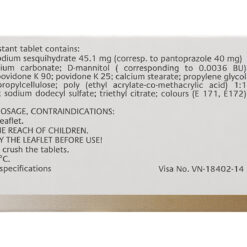 stant tablet contains:
odium sesquihydrate 45.1 mg (corresp. to pantoprazole 40 mg)
ium carbonate; D-mannitol ( corresponding to 0.0036 BU)
povidone K 90; povidone K 25; calcium stearate; propylene glycol
propylcellulose; poly (ethyl acrylate-co-methacrylic acid) 1:1
; sodium dodecyl sulfate; triethyl citrate; colours (E 171, E172)
OSAGE, CONTRAINDICATIONS:
eaflet.
HE REACH OF CHILDREN.
Y THE LEAFLET BEFORE USE!
crush the tablets.
°C.
specifications Visa No. VN-18402-14